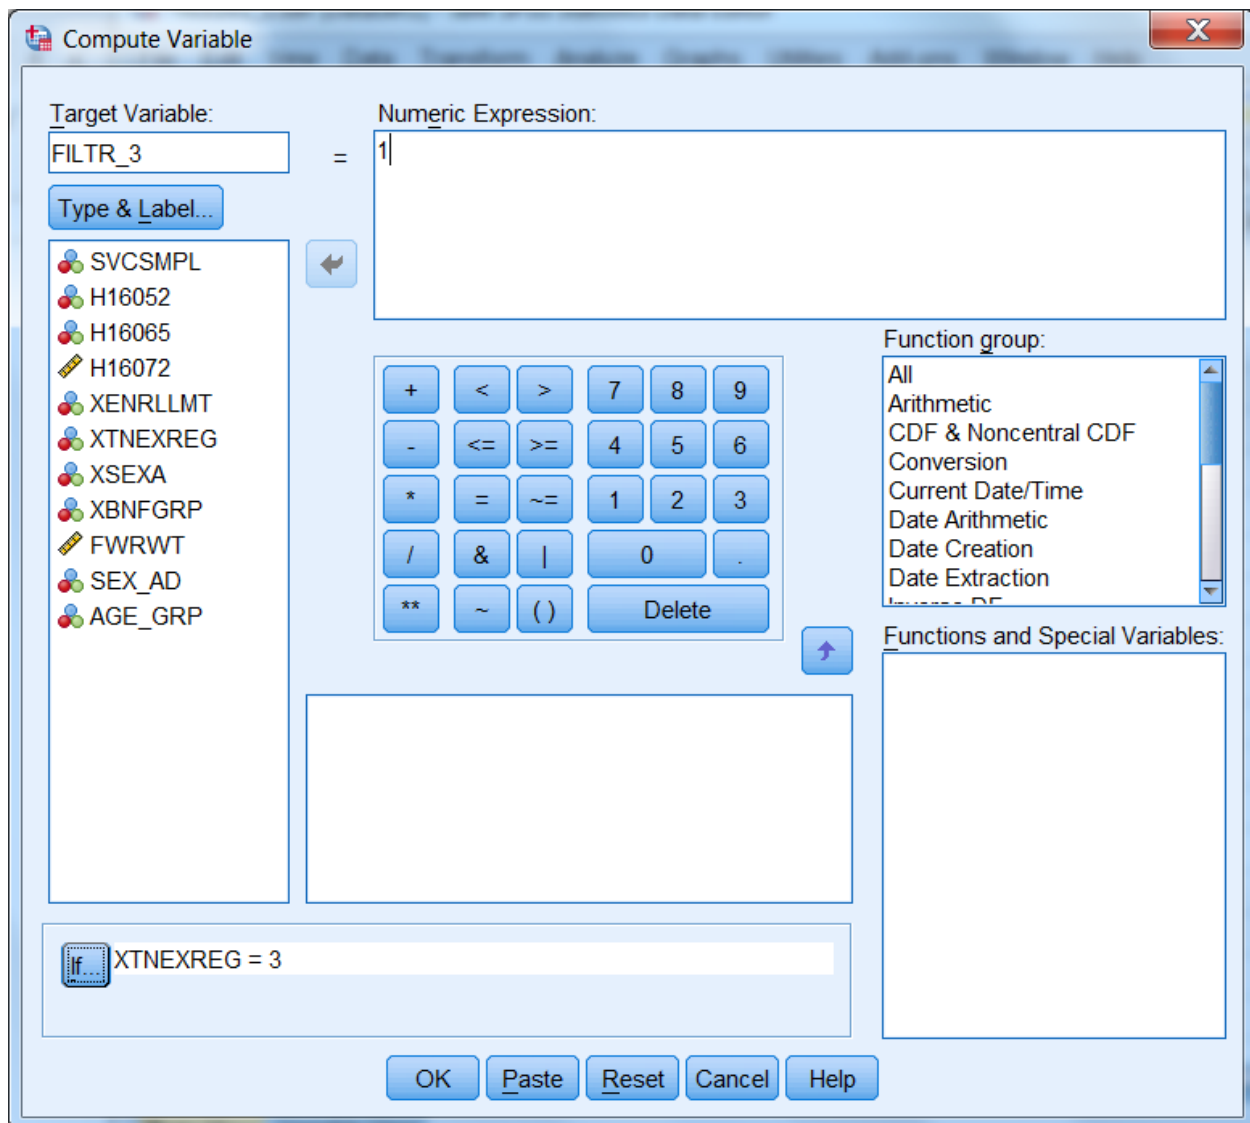 Compute Variable
Target Variable:
Numeric Expression:
FILTR_3
=
1
Type & Label...
SVCSMPL
H16052
H16065
H16072
XENRLLMT
XTNEXREG
XSEXA
XBNFGRP
FWRWT
SEX_AD
AGE_GRP
+ < > 7 8 9
- <= >= 4 5 6
* = ~= 1 2 3
/ & | 0 .
** ~ ( ) Delete
Function group:
All
Arithmetic
CDF & Noncentral CDF
Conversion
Current Date/Time
Date Arithmetic
Date Creation
Date Extraction
Functions and Special Variables:
If... XTNEXREG = 3
OK Paste Reset Cancel Help